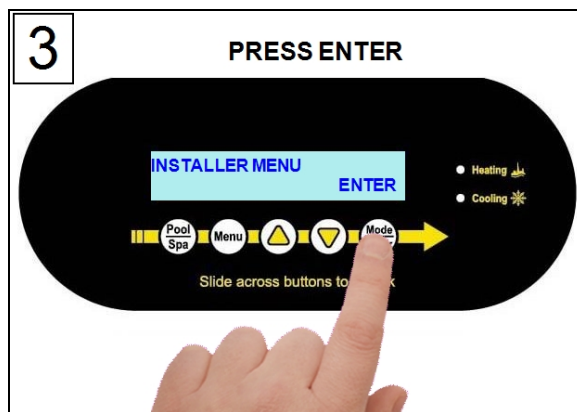 3
PRESS ENTER
INSTALLER MENU
ENTER
Heating
Cooling
Pool
Spa
Menu
Mode
Slide across buttons to